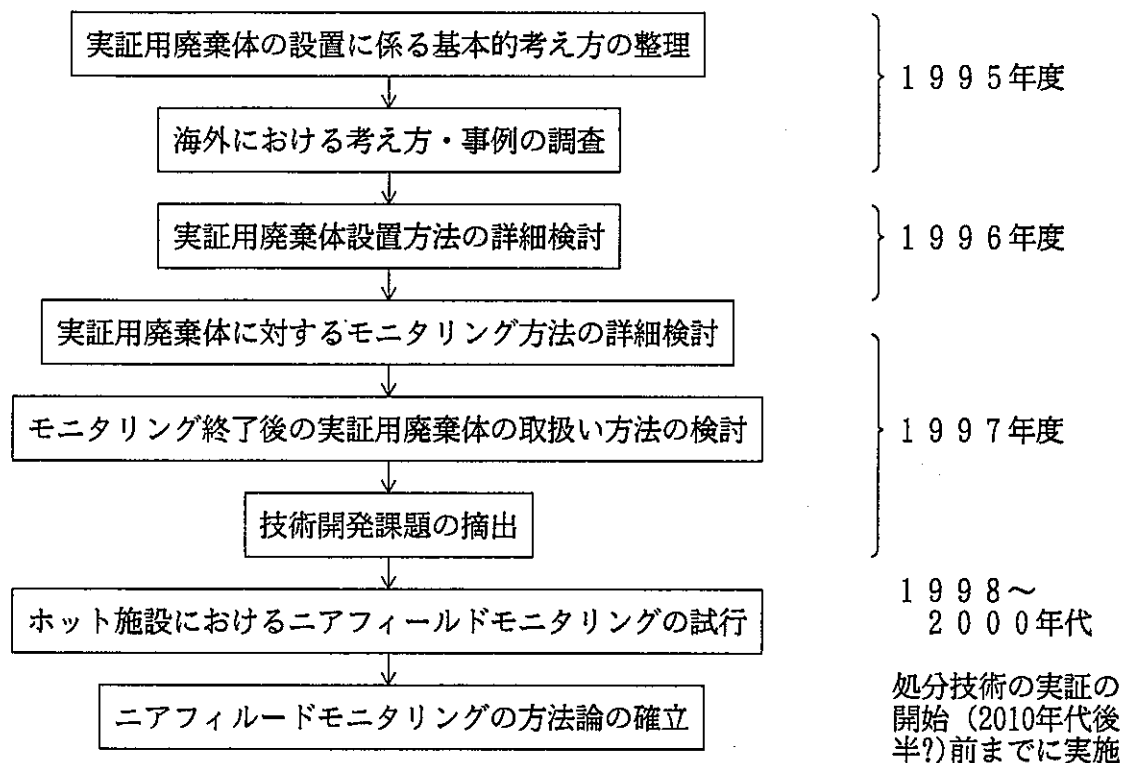 実証用廃棄体の設置に係る基本的考え方の整理
海外における考え方・事例の調査
1995年度
実証用廃棄体設置方法の詳細検討
1996年度
実証用廃棄体に対するモニタリング方法の詳細検討
モニタリング終了後の実証用廃棄体の取扱い方法の検討
技術開発課題の摘出
1997年度
ホット施設におけるニアフィールドモニタリングの試行
1998～
2000年代
ニアフィルードモニタリングの方法論の確立
処分技術の実証の
開始（2010年代後
半?)前までに実施